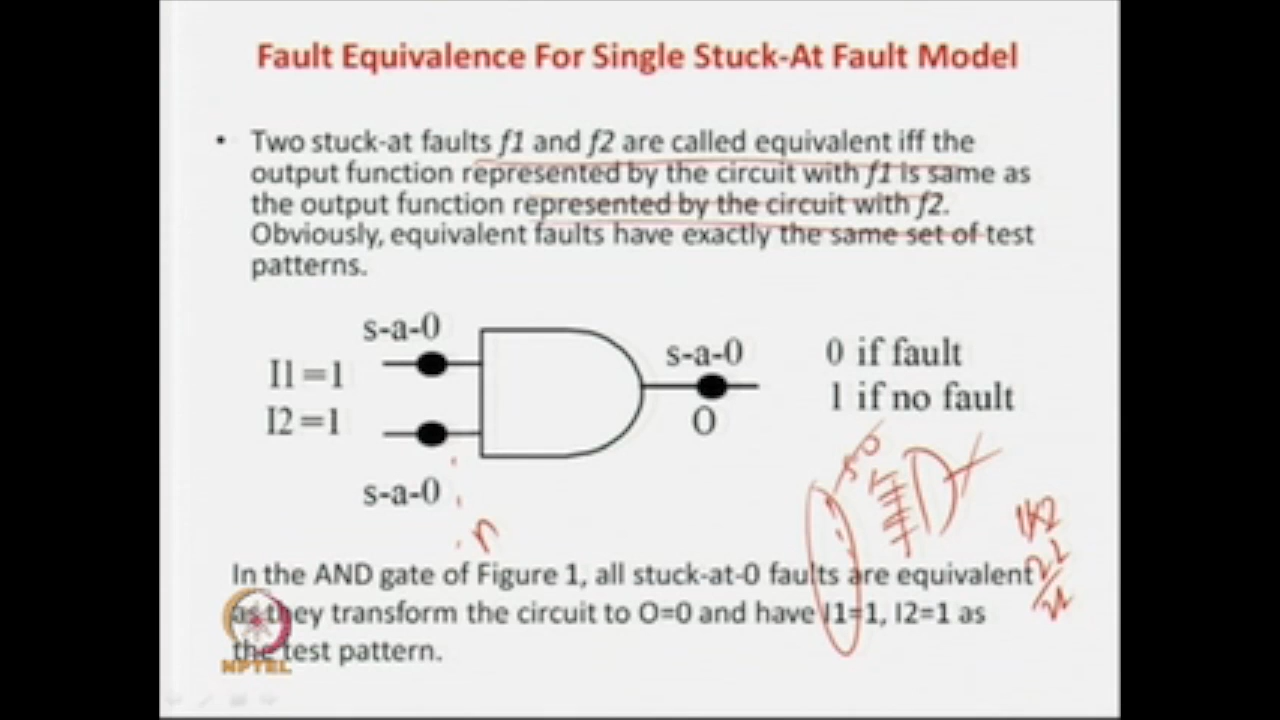 Fault Equivalence For Single Stuck-At Fault Model
• Two stuck-at faults f1 and f2 are called equivalent iff the
output function represented by the circuit with f1 is same as
the output function represented by the circuit with f2.
Obviously, equivalent faults have exactly the same set of test
patterns.
s-a-0
I1=1
I2=1
s-a-0
s-a-0
O
0 if fault
1 if no fault
n
In the AND gate of Figure 1, all stuck-at-0 faults are equivalent
as they transform the circuit to O=0 and have I1=1, I2=1 as
the test pattern.
NPTEL